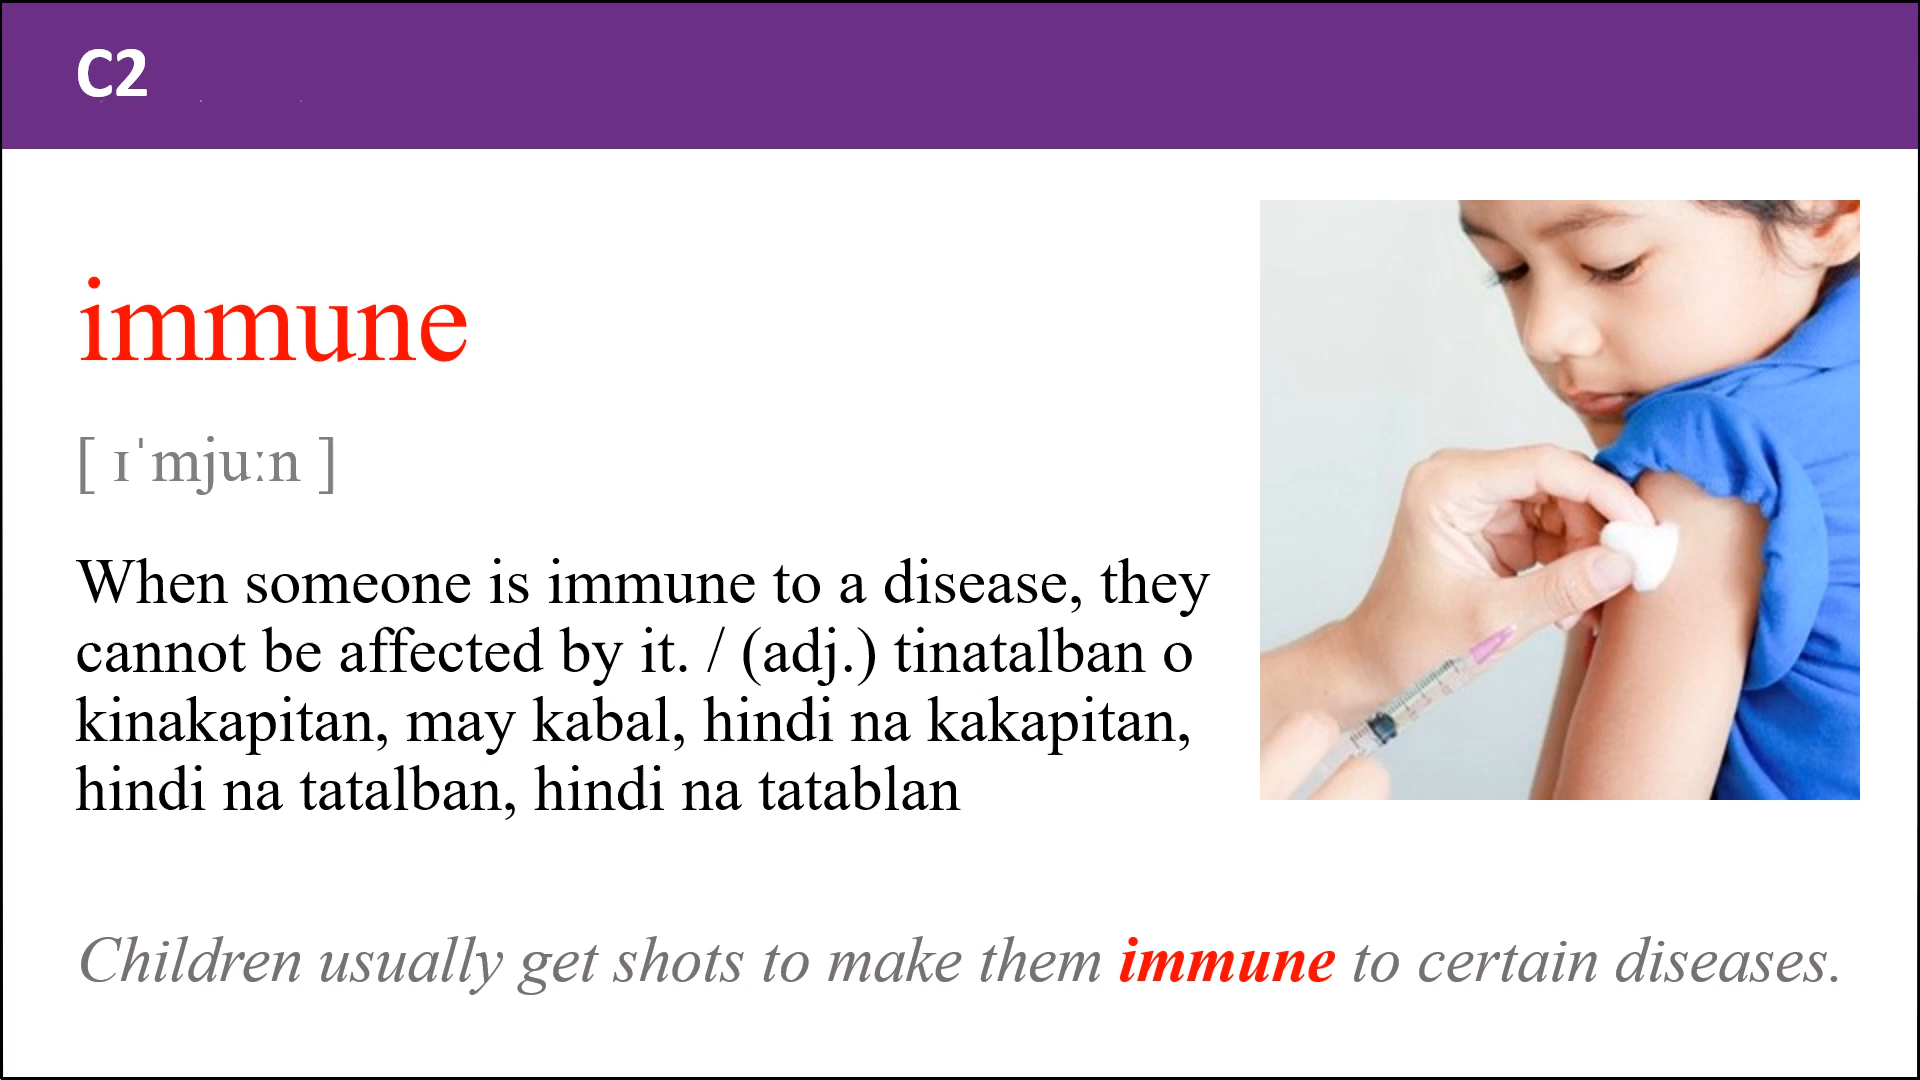 C2
immune
[ ɪˈmjuːn ]
When someone is immune to a disease, they
cannot be affected by it. / (adj.) tinatalban o
kinakapitan, may kabal, hindi na kakapitan,
hindi na tatalban, hindi na tatablan
Children usually get shots to make them immune to certain diseases.